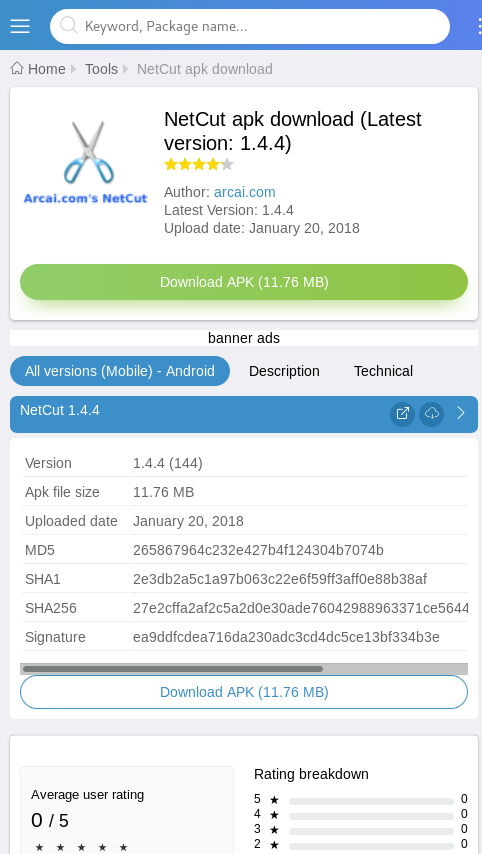 Keyword, Package name...
Home Tools NetCut apk download
NetCut apk download (Latest
version: 1.4.4)
Arcai.com's NetCut
Author: arcai.com
Latest Version: 1.4.4
Upload date: January 20, 2018
Download APK (11.76 MB)
banner ads
All versions (Mobile) - Android Description Technical
NetCut 1.4.4
Version 1.4.4 (144)
Apk file size 11.76 MB
Uploaded date January 20, 2018
MD5 265867964c232e427b4f124304b7074b
SHA1 2e3db2a5c1a97b063c22e6f59ff3aff0e88b38af
SHA256 27e2cffa2af2c5a2d0e30ade76042988963371ce5644
Signature ea9ddfcdea716da230adc3cd4dc5ce13bf334b3e
Download APK (11.76 MB)
Average user rating
0 / 5
Rating breakdown
5 ★ 0
4 ★ 0
3 ★ 0
2 ★ 0